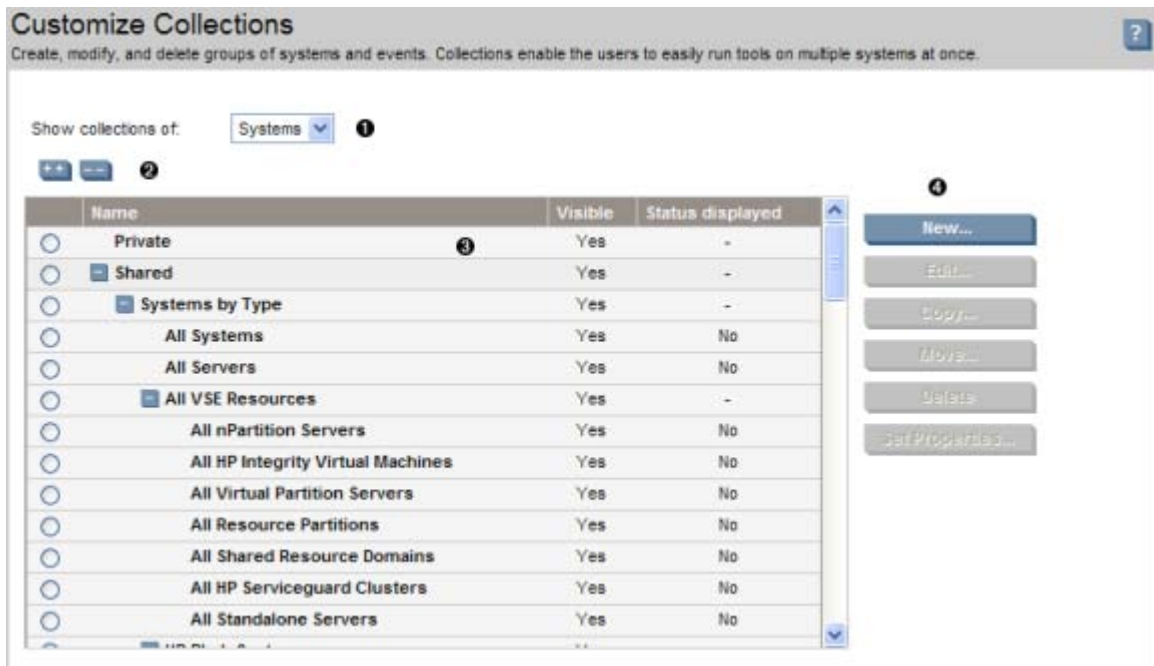 Customize Collections
?
Create, modify, and delete groups of systems and events. Collections enable the users to easily run tools on multiple systems at once.
Show collections of: Systems ❶
++ -- ❷
❹
Name Visible Status displayed
New...
Private ❸ Yes -
Shared Yes -
Edit...
Systems by Type Yes -
Copy...
All Systems Yes No
Move...
All Servers Yes No
All VSE Resources Yes -
Delete
All nPartition Servers Yes No
Set Properties...
All HP Integrity Virtual Machines Yes No
All Virtual Partition Servers Yes No
All Resource Partitions Yes No
All Shared Resource Domains Yes No
All HP Serviceguard Clusters Yes No
All Standalone Servers Yes No